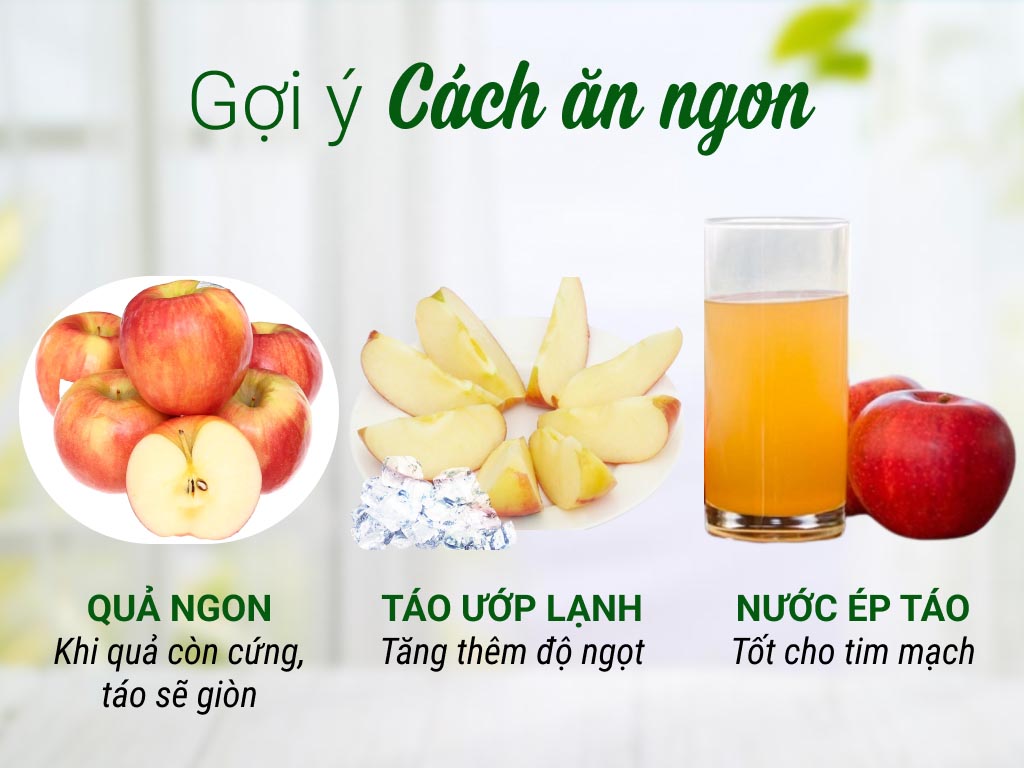 Gợi ý Cách ăn ngon
QUẢ NGON
Khi quả còn cứng,
táo sẽ giòn
TÁO ƯỚP LẠNH
Tăng thêm độ ngọt
NƯỚC ÉP TÁO
Tốt cho tim mạch